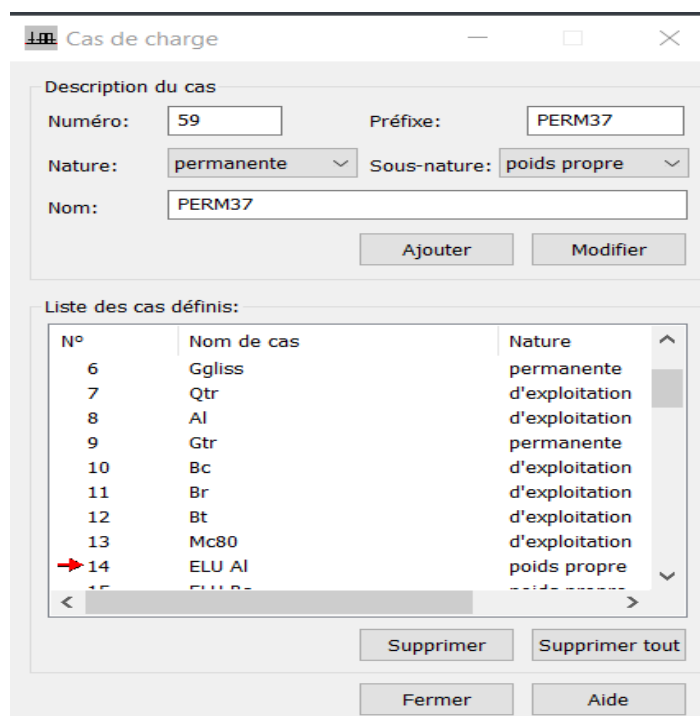 Cas de charge
Description du cas
Numéro: 59 Préfixe: PERM37
Nature: permanente Sous-nature: poids propre
Nom: PERM37
Ajouter Modifier
Liste des cas définis:
N° Nom de cas Nature
6 Ggliss permanente
7 Qtr d'exploitation
8 Al d'exploitation
9 Gtr permanente
10 Bc d'exploitation
11 Br d'exploitation
12 Bt d'exploitation
13 Mc80 d'exploitation
14 ELU Al poids propre
Supprimer Supprimer tout
Fermer Aide